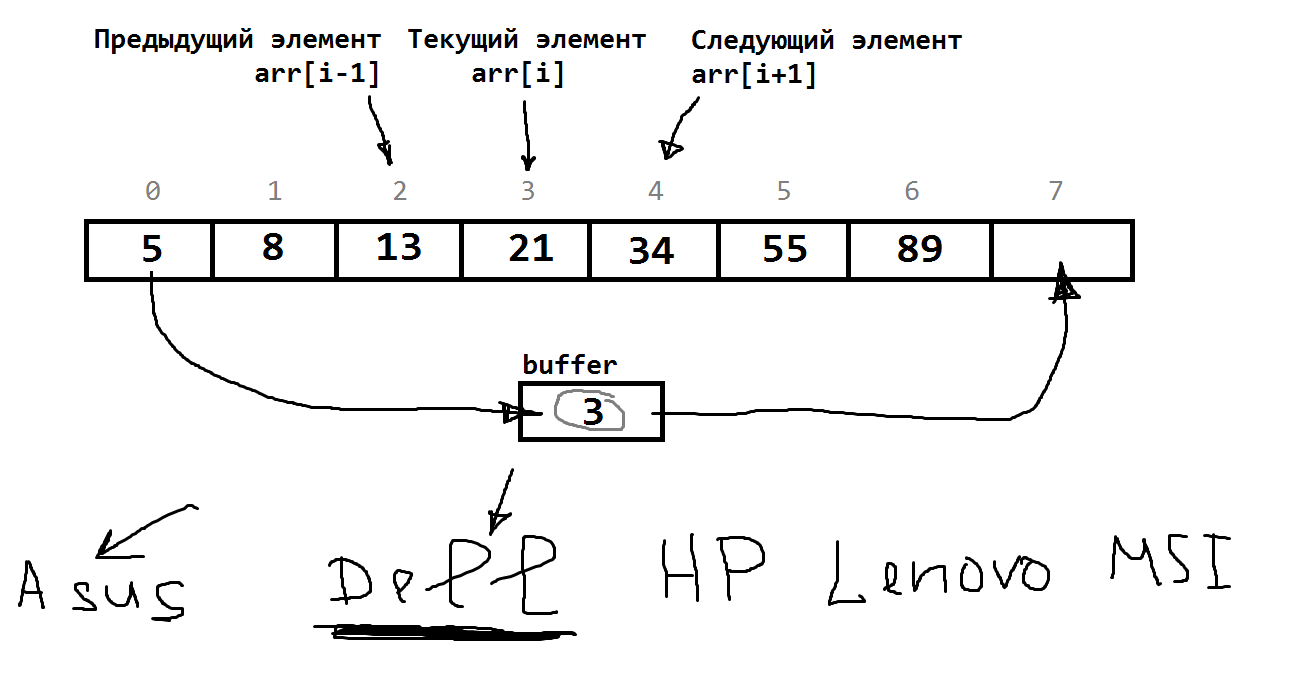 Предыдущий элемент Текущий элемент Следующий элемент
arr[i-1] arr[i] arr[i+1]
0 1 2 3 4 5 6 7
5 8 13 21 34 55 89
buffer
3
Asus Dell HP Lenovo MSI